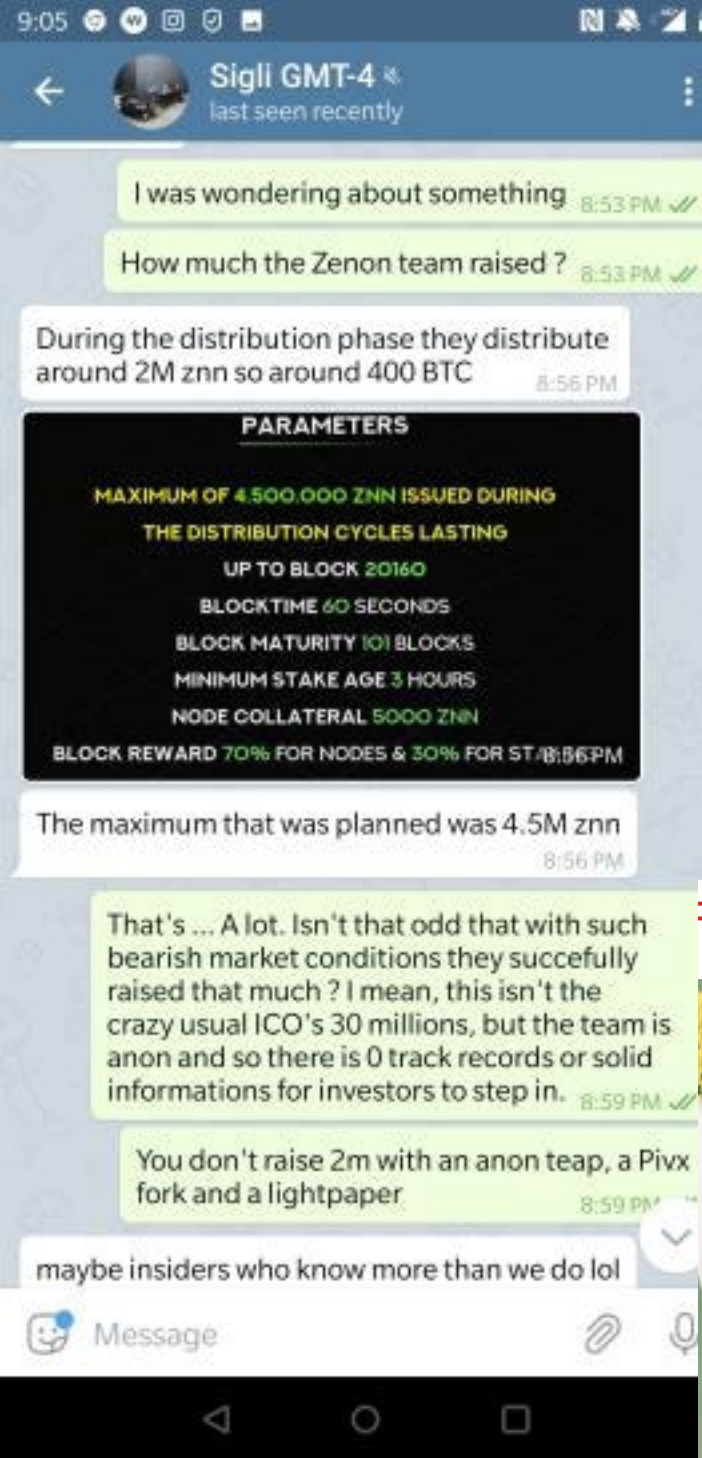 9:05
Sigli GMT-4
last seen recently
I was wondering about something 8:53 PM
How much the Zenon team raised ? 8:53 PM
During the distribution phase they distribute
around 2M znn so around 400 BTC 8:56 PM
PARAMETERS
MAXIMUM OF 4.500.000 ZNN ISSUED DURING
THE DISTRIBUTION CYCLES LASTING
UP TO BLOCK 20160
BLOCKTIME 60 SECONDS
BLOCK MATURITY 101 BLOCKS
MINIMUM STAKE AGE 3 HOURS
NODE COLLATERAL 5000 ZNN
BLOCK REWARD 70% FOR NODES & 30% FOR 8:56 PM
The maximum that was planned was 4.5M znn
8:56 PM
That's ... A lot. Isn't that odd that with such
bearish market conditions they succefully
raised that much ? I mean, this isn't the
crazy usual ICO's 30 millions, but the team is
anon and so there is 0 track records or solid
informations for investors to step in. 8:59 PM
You don't raise 2m with an anon teap, a Pivx
fork and a lightpaper 8:59 PM
maybe insiders who know more than we do lol
Message